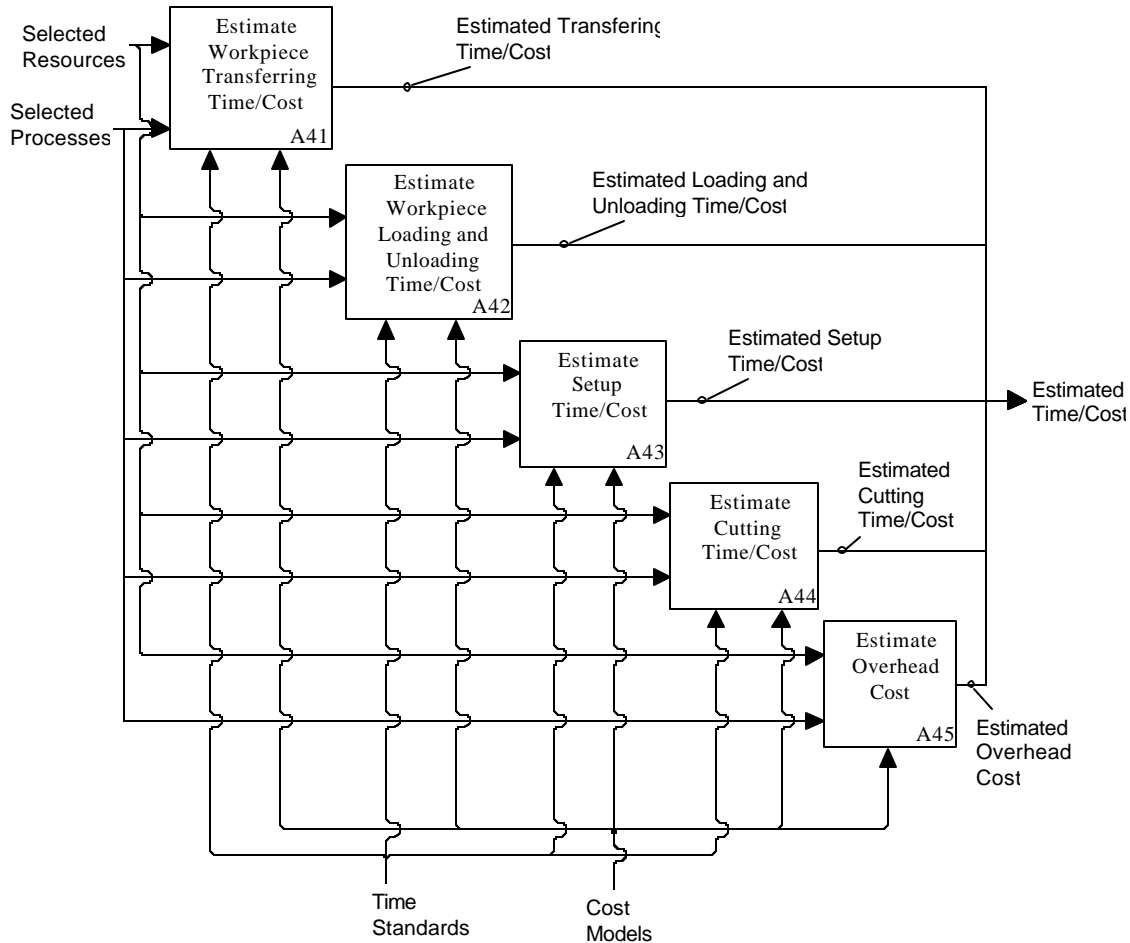 Selected
Resources
Selected
Processes
Estimate
Workpiece
Transferring
Time/Cost
A41
Estimated Transfering
Time/Cost
Estimate
Workpiece
Loading and
Unloading
Time/Cost
A42
Estimated Loading and
Unloading Time/Cost
Estimate
Setup
Time/Cost
A43
Estimated Setup
Time/Cost
Estimated
Time/Cost
Estimate
Cutting
Time/Cost
A44
Estimated
Cutting
Time/Cost
Estimate
Overhead
Cost
A45
Estimated
Overhead
Cost
Time
Standards
Cost
Models